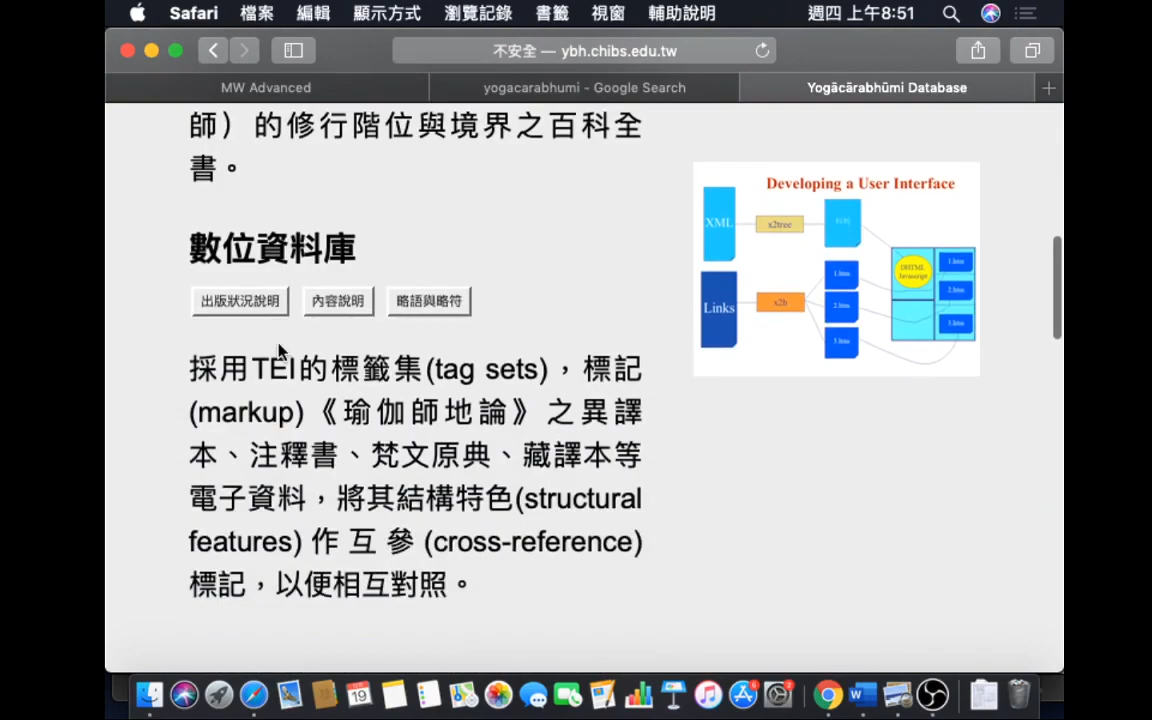 Safari 檔案 編輯 顯示方式 瀏覽記錄 書籤 視窗 輔助說明 週四 上午8:51
不安全 — ybh.chibs.edu.tw
MW Advanced yogacarabhumi - Google Search Yogācārabhūmi Database
師）的修行階位與境界之百科全
書。
數位資料庫
出版狀況說明 內容說明 略語與略符
採用TEI的標籤集(tag sets)，標記
(markup)《瑜伽師地論》之異譯
本、注釋書、梵文原典、藏譯本等
電子資料，將其結構特色(structural
features)作互參(cross-reference)
標記，以便相互對照。
Developing a User Interface
XML x2tree
Links x2h
DHTML
Javascript
1.htm 1.htm
2.htm 2.htm
3.htm 3.htm
19
W